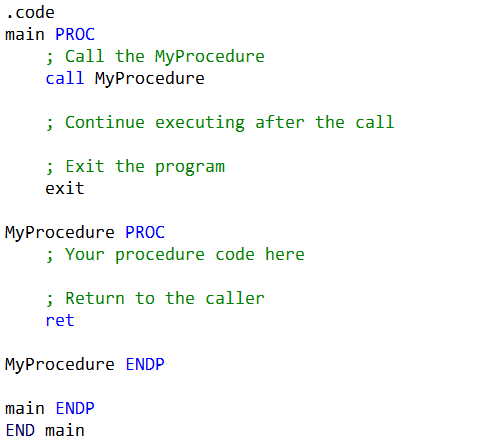 .code
main PROC
    ; Call the MyProcedure
    call MyProcedure

    ; Continue executing after the call

    ; Exit the program
    exit

MyProcedure PROC
    ; Your procedure code here

    ; Return to the caller
    ret

MyProcedure ENDP

main ENDP
END main